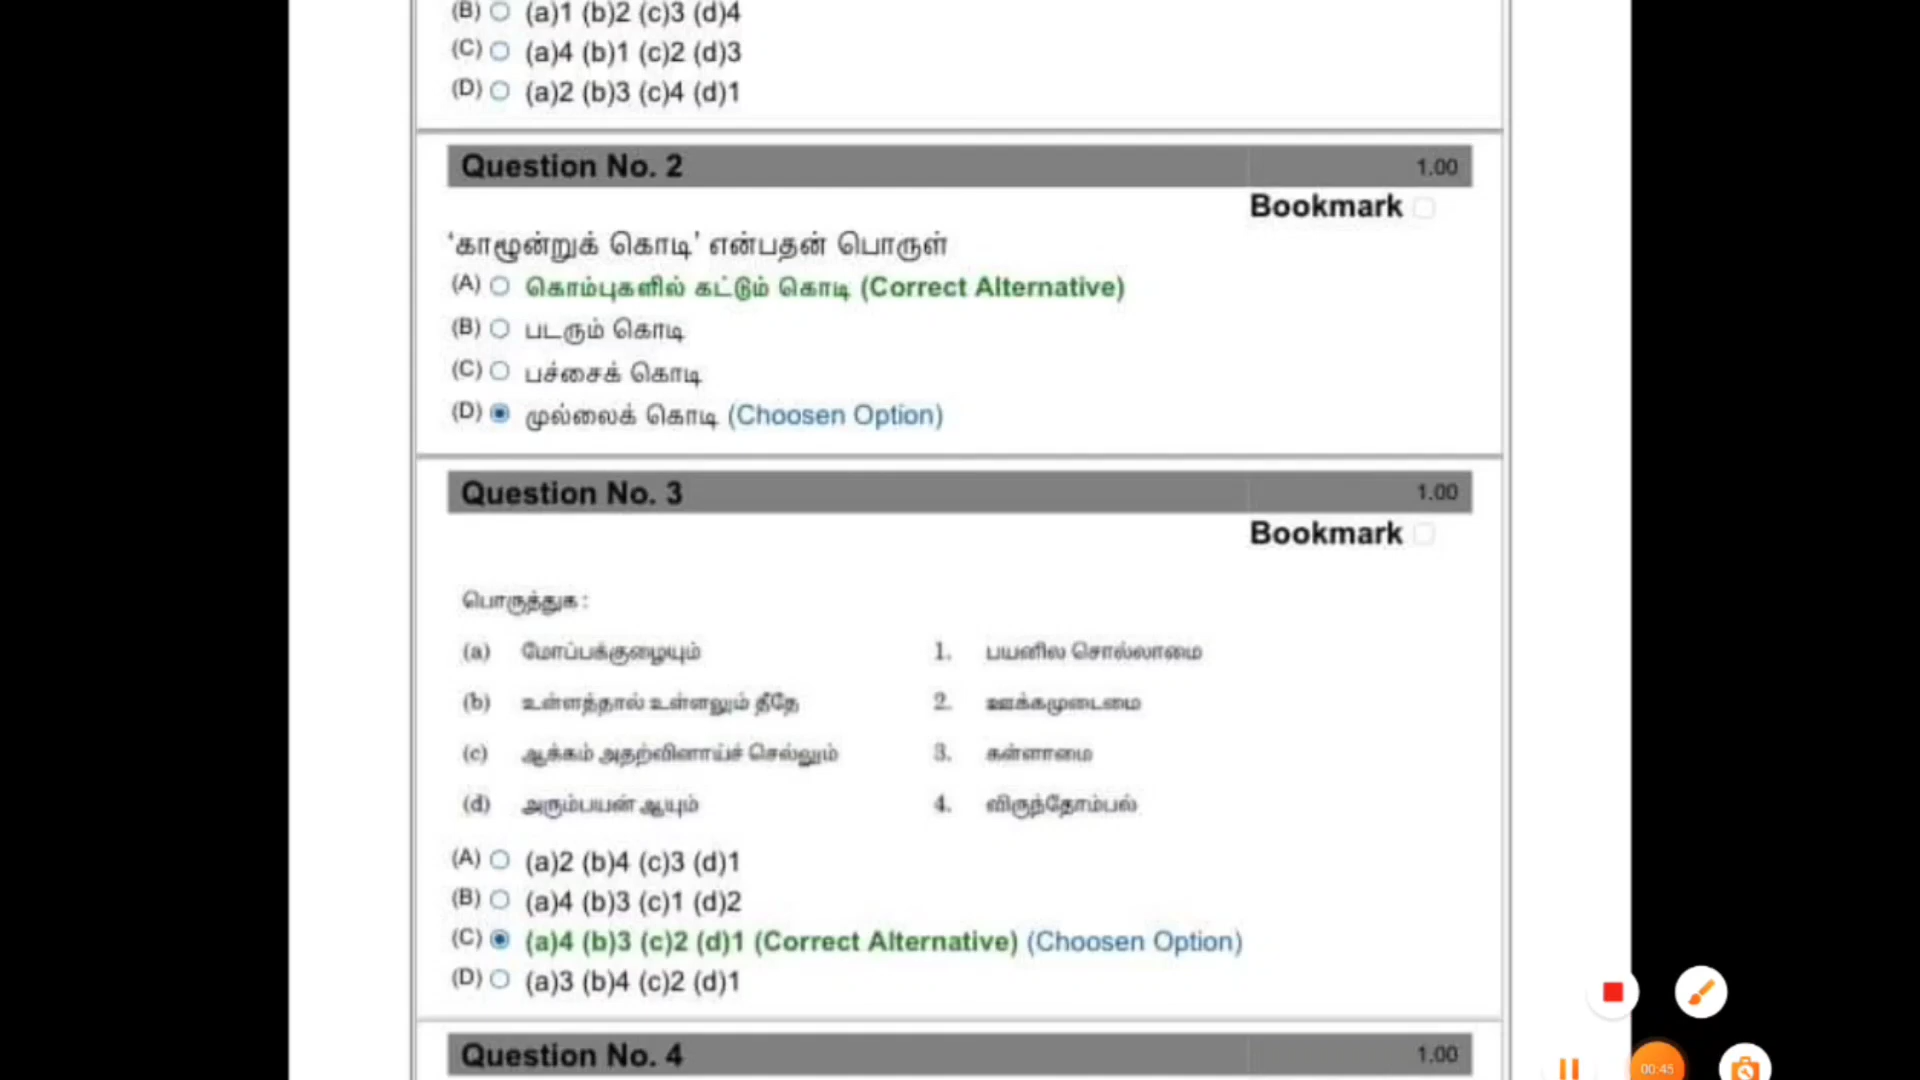 (B) (a)1 (b)2 (c)3 (d)4
(C) (a)4 (b)1 (c)2 (d)3
(D) (a)2 (b)3 (c)4 (d)1
Question No. 2 1.00
Bookmark
‘காழூன்றுக் கொடி’ என்பதன் பொருள்
(A) கொம்புகளில் கட்டும் கொடி (Correct Alternative)
(B) படரும் கொடி
(C) பச்சைக் கொடி
(D) முல்லைக் கொடி (Choosen Option)
Question No. 3 1.00
Bookmark
பொருத்துக :
(a) மோப்பக்குழையும் 1. பயனில சொல்லாமை
(b) உள்ளத்தால் உள்ளலும் தீதே 2. ஊக்கமுடைமை
(c) ஆக்கம் அதற்வினாய்ச் செல்லும் 3. கள்ளாமை
(d) அரும்பயன் ஆயும் 4. விருந்தோம்பல்
(A) (a)2 (b)4 (c)3 (d)1
(B) (a)4 (b)3 (c)1 (d)2
(C) (a)4 (b)3 (c)2 (d)1 (Correct Alternative) (Choosen Option)
(D) (a)3 (b)4 (c)2 (d)1
Question No. 4 1.00
00:45